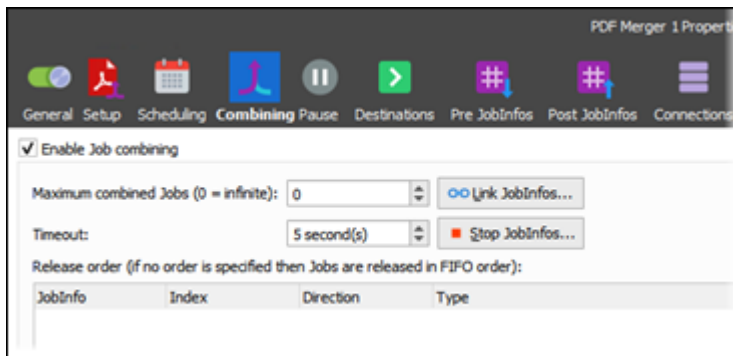 PDF Merger 1 Properti
General Setup Scheduling Combining Pause Destinations Pre JobInfos Post JobInfos Connections
Enable Job combining
Maximum combined Jobs (0 = infinite): 0 Link JobInfos...
Timeout: 5 second(s) Stop JobInfos...
Release order (if no order is specified then Jobs are released in FIFO order):
JobInfo Index Direction Type